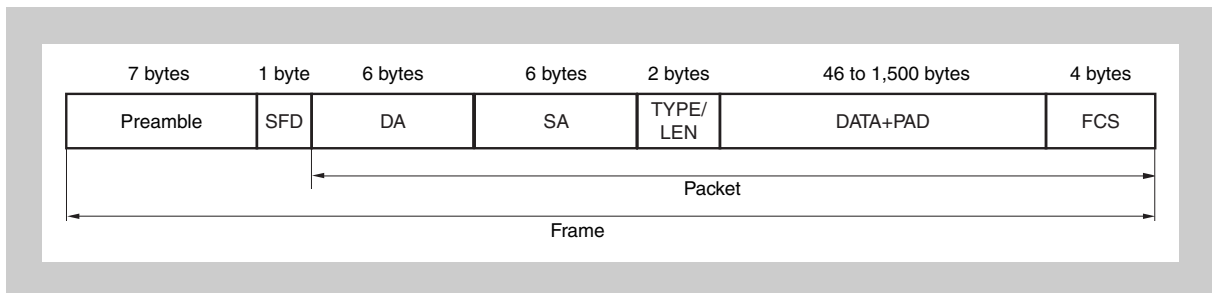 7 bytes 1 byte 6 bytes 6 bytes 2 bytes 46 to 1,500 bytes 4 bytes
Preamble SFD DA SA TYPE/ LEN DATA+PAD FCS
Packet
Frame